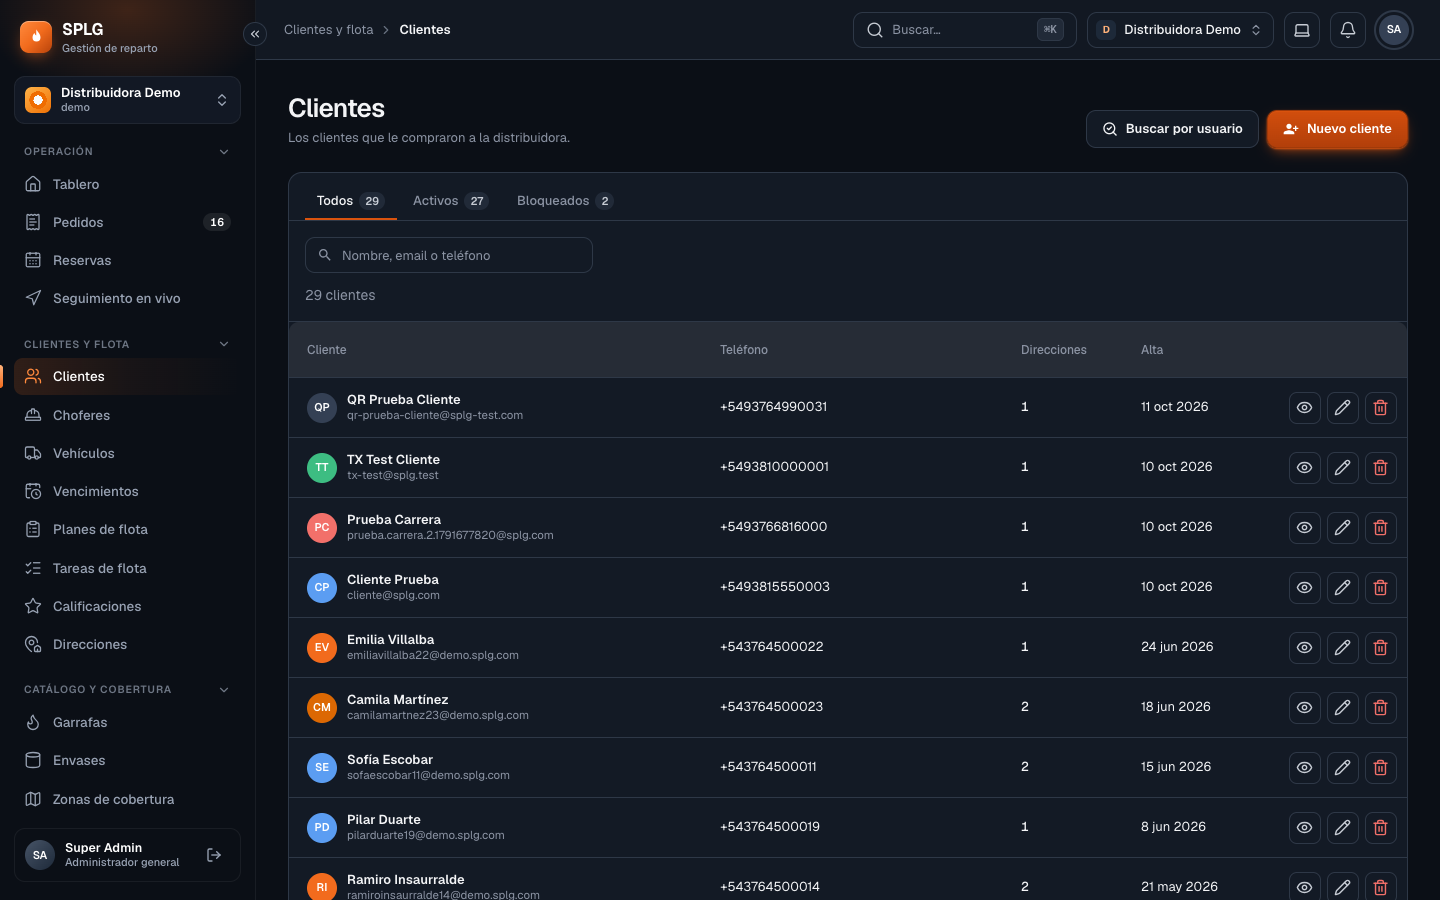 SPLG
Gestión de reparto
Distribuidora Demo
demo
OPERACIÓN
Tablero
Pedidos 16
Reservas
Seguimiento en vivo
CLIENTES Y FLOTA
Clientes
Choferes
Vehículos
Vencimientos
Planes de flota
Tareas de flota
Calificaciones
Direcciones
CATÁLOGO Y COBERTURA
Garrafas
Envases
Zonas de cobertura
SA Super Admin
Administrador general
Clientes y flota Clientes
Buscar... ⌘K D Distribuidora Demo SA
Clientes
Los clientes que le compraron a la distribuidora.
Buscar por usuario Nuevo cliente
Todos 29 Activos 27 Bloqueados 2
Nombre, email o teléfono
29 clientes
Cliente Teléfono Direcciones Alta
QP QR Prueba Cliente +5493764990031 1 11 oct 2026
qr-prueba-cliente@splg-test.com
TT TX Test Cliente +5493810000001 1 10 oct 2026
tx-test@splg.test
PC Prueba Carrera +5493766816000 1 10 oct 2026
prueba.carrera.2.1791677820@splg.com
CP Cliente Prueba +5493815550003 1 10 oct 2026
cliente@splg.com
EV Emilia Villalba +543764500022 1 24 jun 2026
emiliavillalba22@demo.splg.com
CM Camila Martínez +543764500023 2 18 jun 2026
camilamartnez23@demo.splg.com
SE Sofía Escobar +543764500011 2 15 jun 2026
sofaescobar11@demo.splg.com
PD Pilar Duarte +543764500019 1 8 jun 2026
pilarduarte19@demo.splg.com
RI Ramiro Insaurralde +543764500014 2 21 may 2026
ramiroinsaurralde14@demo.splg.com